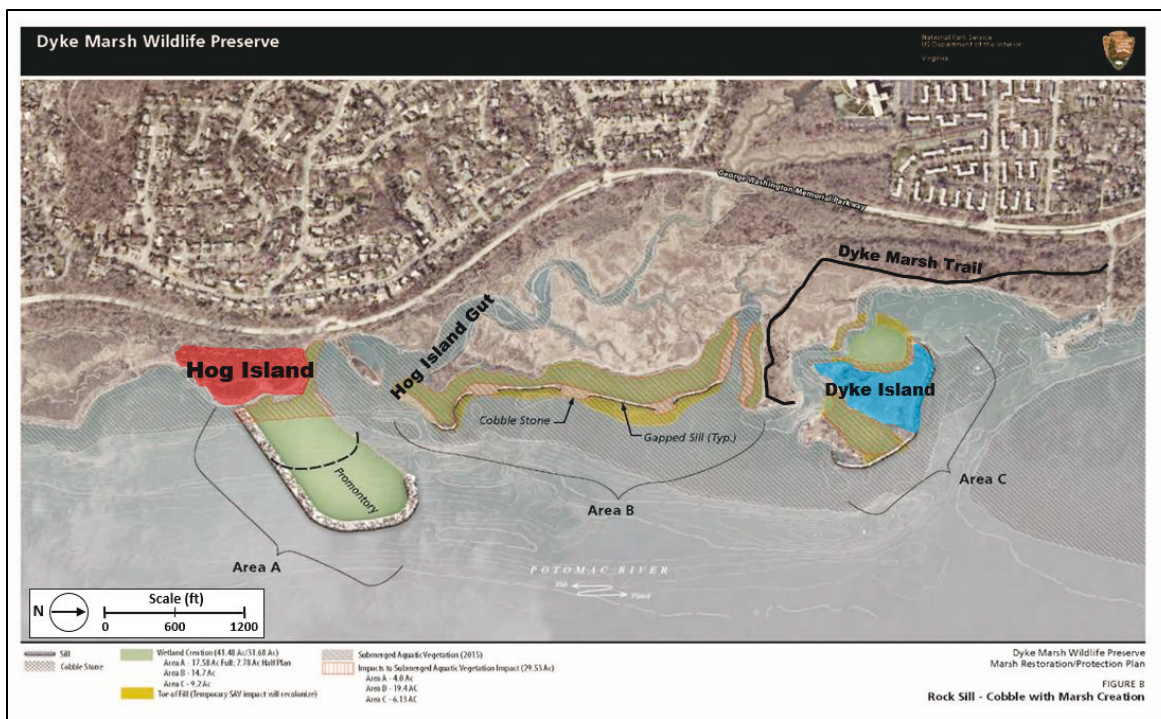 Dyke Marsh Wildlife Preserve
National Park Service
US Department of the Interior
Virginia
George Washington Memorial Parkway
Dyke Marsh Trail
Hog Island Gut
Hog Island
Dyke Island
Cobble Stone
Gapped Sill (Typ.)
Promontory
Area C
Area B
Area A
POTOMAC RIVER
Ebb
Flood
Scale (ft)
N
0 600 1200
Sill
Cobble Stone
Wetland Creation (41.48 Ac/31.68 Ac)
Area A - 17.58 Ac Full; 7.78 Ac Half Plan
Area B - 14.7 Ac
Area C - 9.2 Ac
Toe of Fill (Temporary SAV impact will recolonize)
Submerged Aquatic Vegetation (2015)
Impacts to Submerged Aquatic Vegetation Impact (29.53 Ac)
Area A - 4.0 Ac
Area B - 19.4 AC
Area C - 6.13 AC
Dyke Marsh Wildlife Preserve
Marsh Restoration/Protection Plan
FIGURE B
Rock Sill - Cobble with Marsh Creation